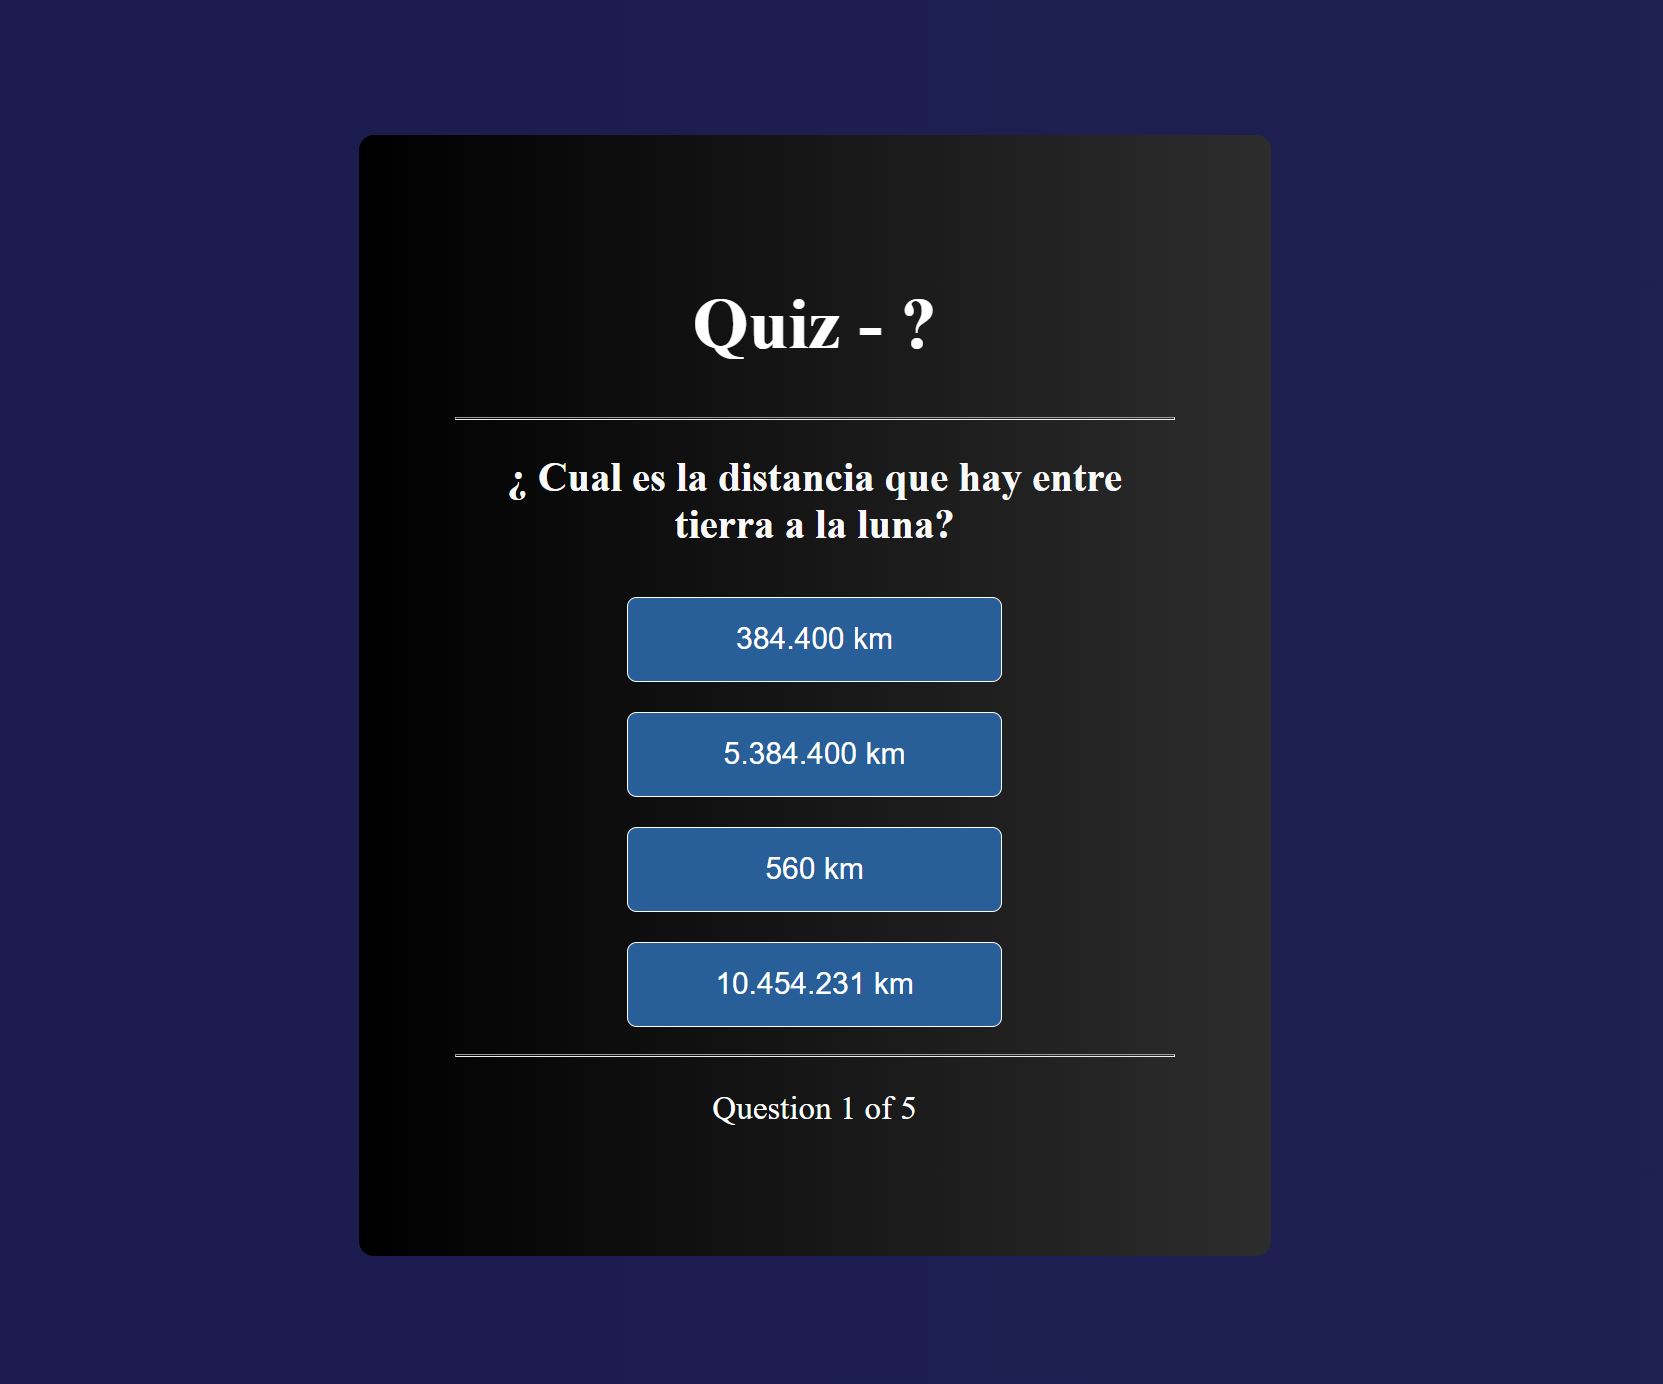 Quiz - ?
¿ Cual es la distancia que hay entre
tierra a la luna?
384.400 km
5.384.400 km
560 km
10.454.231 km
Question 1 of 5